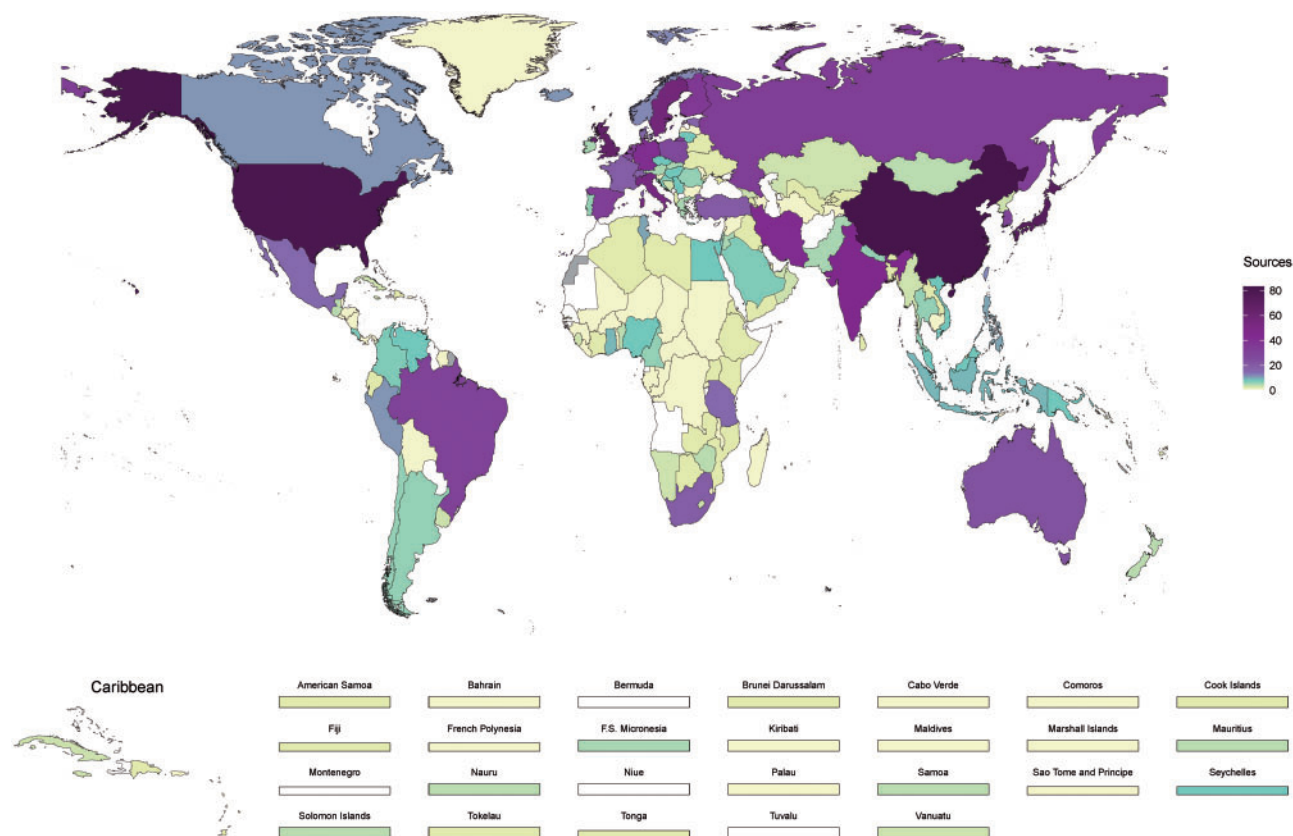 Sources
80
60
40
20
0
Caribbean
American Samoa
Bahrain
Bermuda
Brunei Darussalam
Cabo Verde
Comoros
Cook Islands
Fiji
French Polynesia
F.S. Micronesia
Kiribati
Maldives
Marshall Islands
Mauritius
Montenegro
Nauru
Niue
Palau
Samoa
Sao Tome and Principe
Seychelles
Solomon Islands
Tokelau
Tonga
Tuvalu
Vanuatu